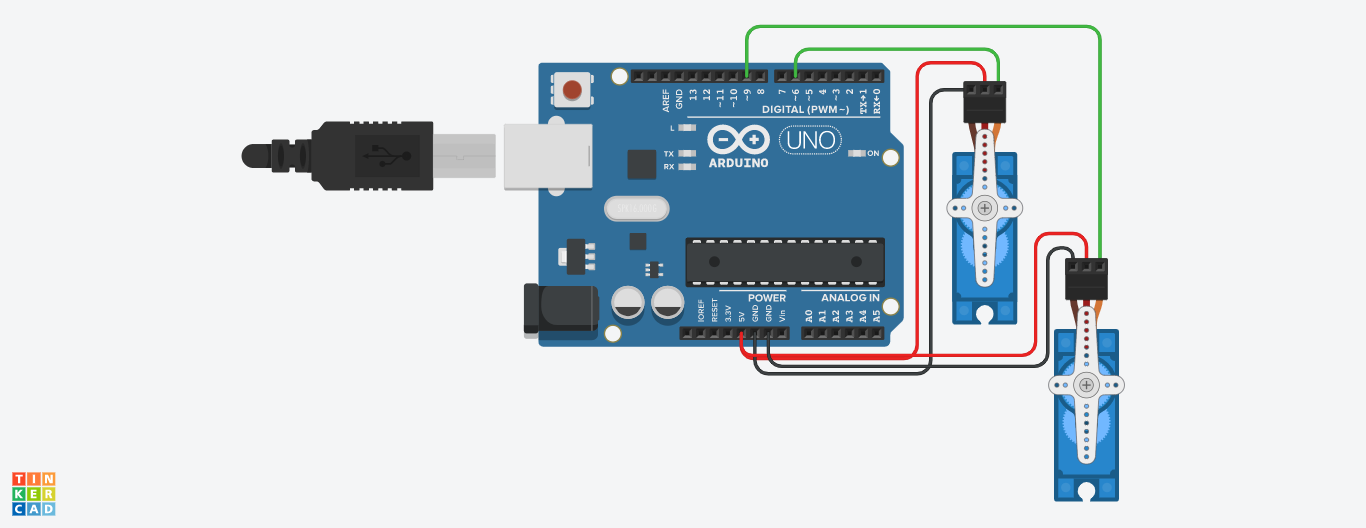 AREF
GND
13
12
~11
~10
~9
8
7
~6
~5
4
~3
2
TX→1
RX←0
DIGITAL (PWM~)
L
TX
RX
UNO
ARDUINO
ON
POWER
ANALOG IN
IOREF
RESET
3.3V
5V
GND
GND
Vin
A0
A1
A2
A3
A4
A5
TIN
KER
CAD